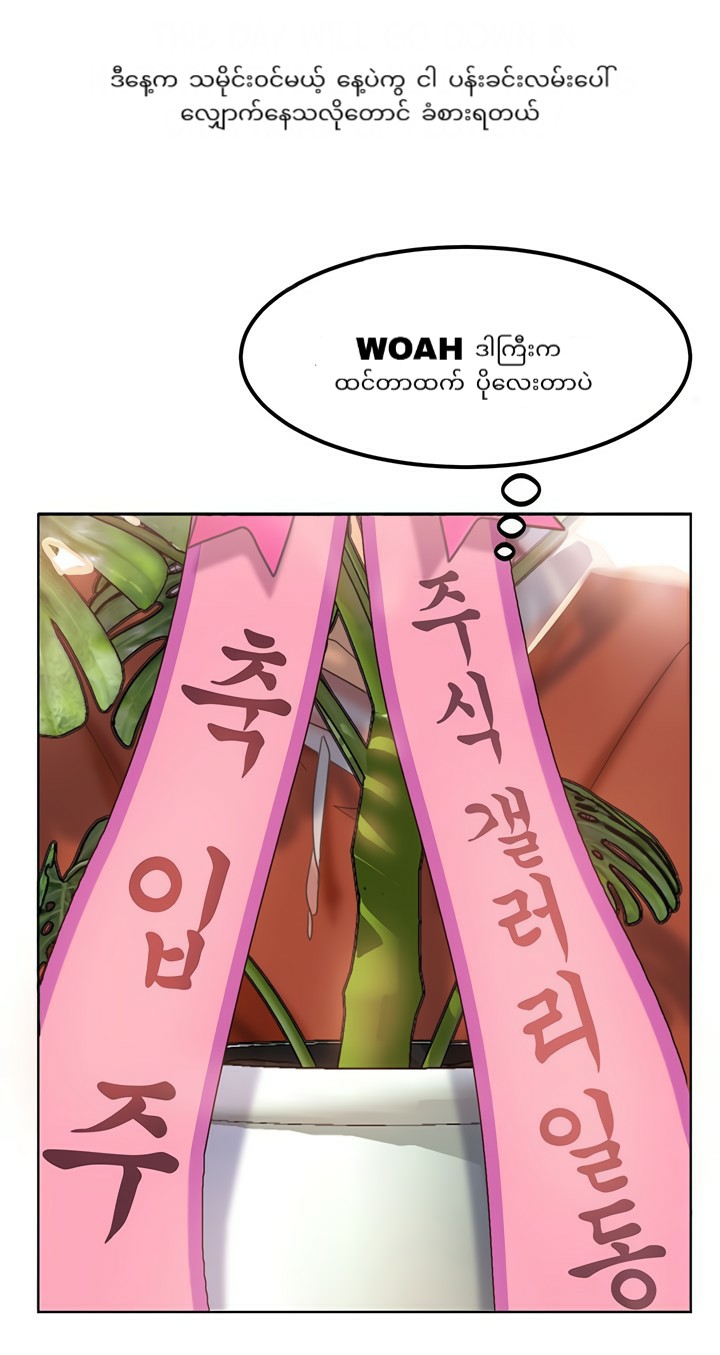 ဒီနေ့က သမိုင်းဝင်မယ့် နေ့ပဲကွ ငါ ပန်းခင်းလမ်းပေါ်
လျှောက်နေသလိုတောင် ခံစားရတယ်
WOAH ဒါကြီးက
ထင်တာထက် ပိုလေးတာပဲ
축입주
주식갤러리일동